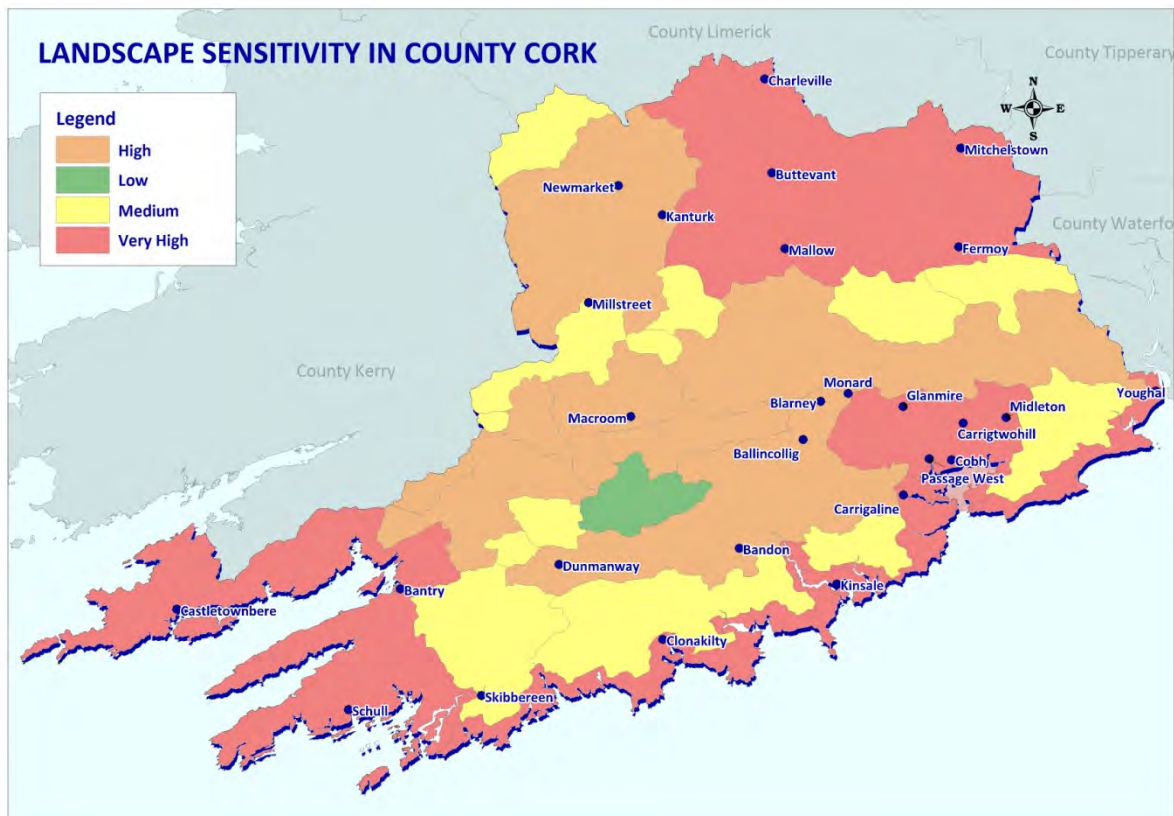 LANDSCAPE SENSITIVITY IN COUNTY CORK
County Limerick
County Tipperary
Charleville
N
W E
S
Legend
High
Low
Medium
Very High
Mitchelstown
Buttevant
Newmarket
Kanturk
County Waterfo
Mallow
Fermoy
Millstreet
County Kerry
Monard
Youghal
Blarney
Glanmire
Midleton
Macroom
Carrigtwohill
Ballincollig
Cobh
Passage West
Carrigaline
Bandon
Dunmanway
Bantry
Kinsale
Castletownbere
Clonakilty
Skibbereen
Schull